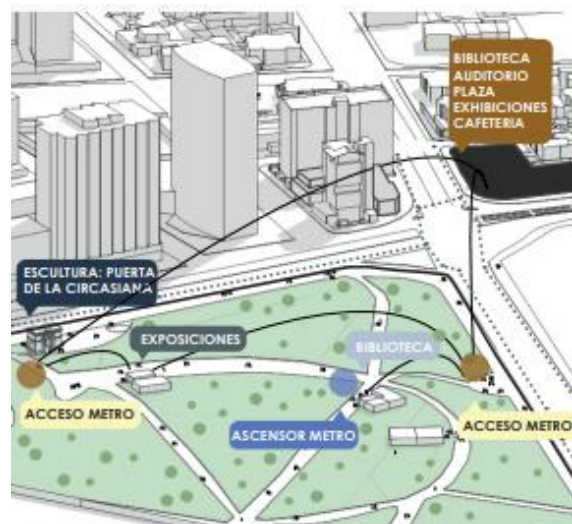 BIBLIOTECA
AUDITORIO
PLAZA
EXHIBICIONES
CAFETERIA
ESCULTURA: PUERTA
DE LA CIRCASIANA
EXPOSICIONES
BIBLIOTECA
ACCESO METRO
ASCENSOR METRO
ACCESO METRO